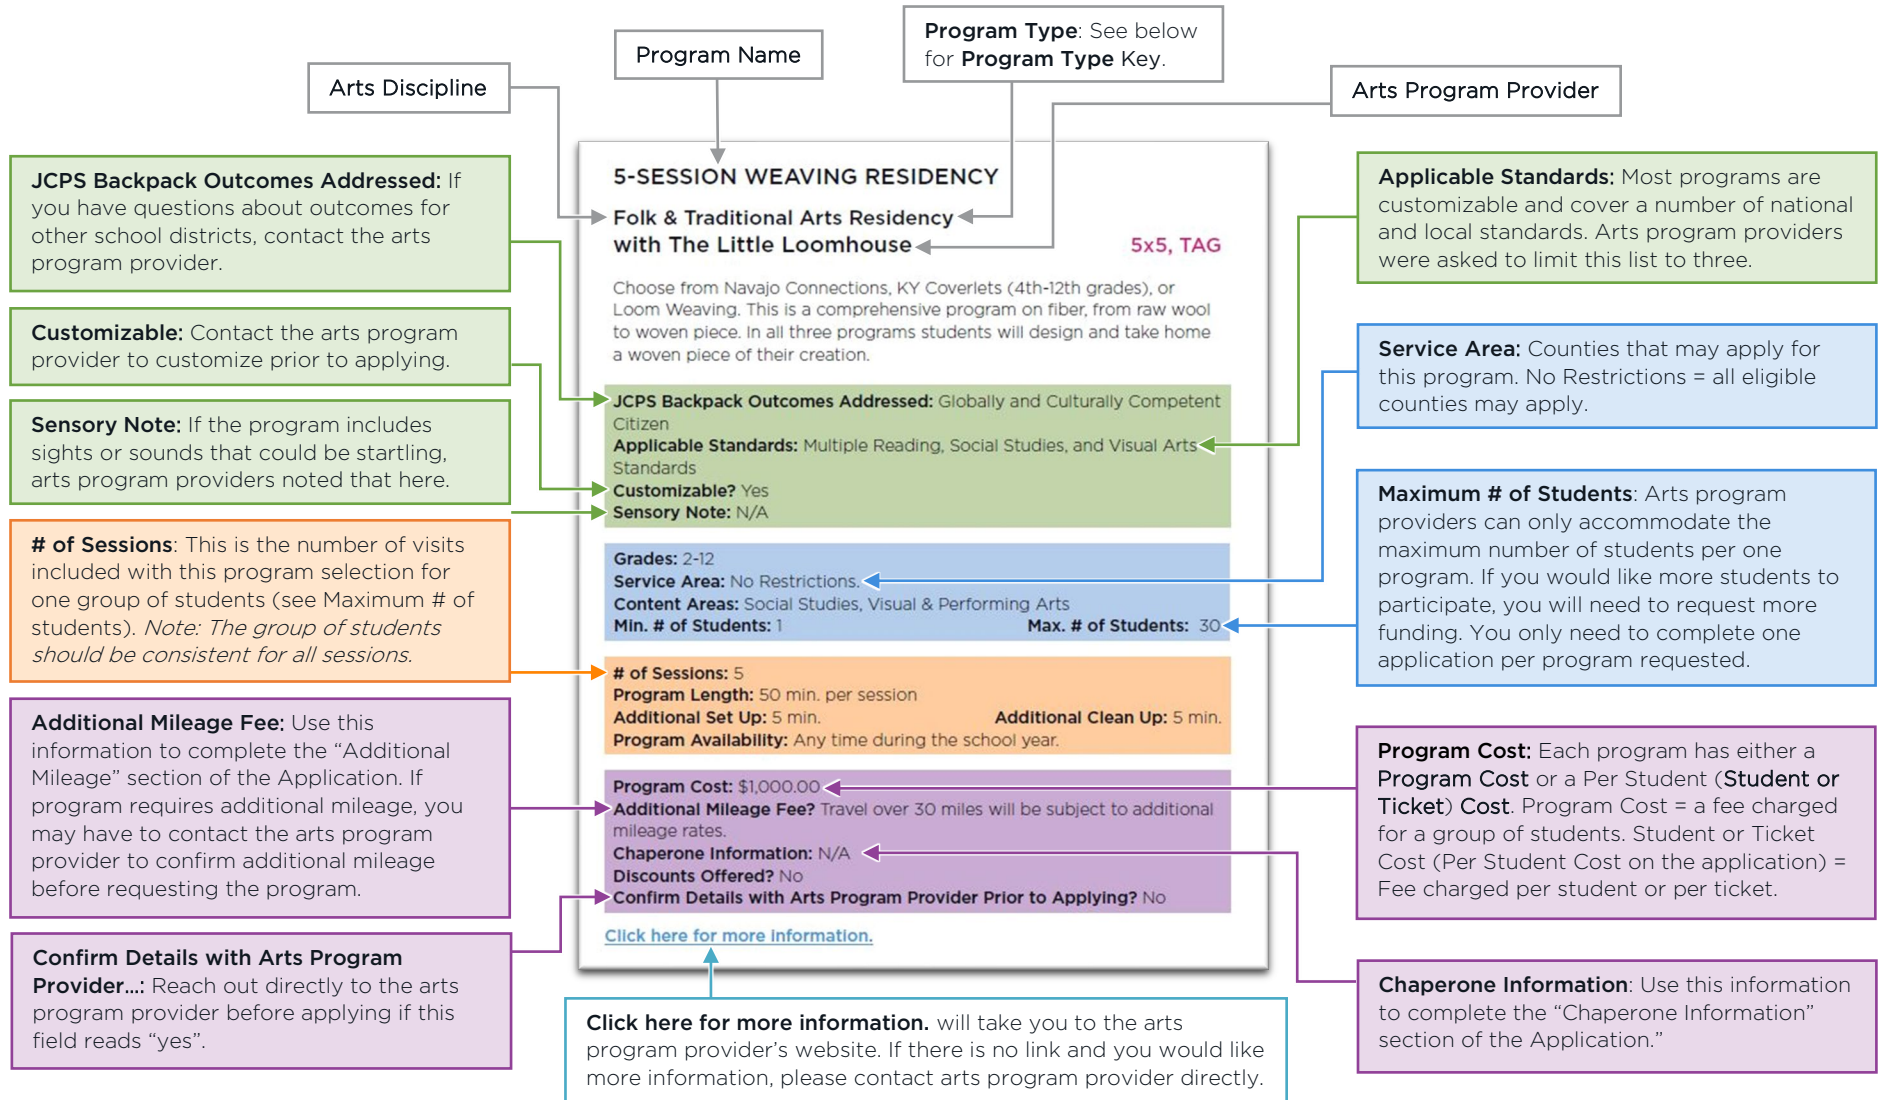 Arts Discipline
Program Name
Program Type: See below
for Program Type Key.
Arts Program Provider
JCPS Backpack Outcomes Addressed: If
you have questions about outcomes for
other school districts, contact the arts
program provider.
Customizable: Contact the arts program
provider to customize prior to applying.
Sensory Note: If the program includes
sights or sounds that could be startling,
arts program providers noted that here.
# of Sessions: This is the number of visits
included with this program selection for
one group of students (see Maximum # of
students). Note: The group of students
should be consistent for all sessions.
Additional Mileage Fee: Use this
information to complete the “Additional
Mileage” section of the Application. If
program requires additional mileage, you
may have to contact the arts program
provider to confirm additional mileage
before requesting the program.
Confirm Details with Arts Program
Provider…: Reach out directly to the arts
program provider before applying if this
field reads “yes”.
5-SESSION WEAVING RESIDENCY
Folk & Traditional Arts Residency
with The Little Loomhouse 5x5, TAG
Choose from Navajo Connections, KY Coverlets (4th-12th grades), or
Loom Weaving. This is a comprehensive program on fiber, from raw wool
to woven piece. In all three programs students will design and take home
a woven piece of their creation.
JCPS Backpack Outcomes Addressed: Globally and Culturally Competent
Citizen
Applicable Standards: Multiple Reading, Social Studies, and Visual Arts
Standards
Customizable? Yes
Sensory Note: N/A
Grades: 2-12
Service Area: No Restrictions.
Content Areas: Social Studies, Visual & Performing Arts
Min. # of Students: 1 Max. # of Students: 30
# of Sessions: 5
Program Length: 50 min. per session
Additional Set Up: 5 min. Additional Clean Up: 5 min.
Program Availability: Any time during the school year.
Program Cost: $1,000.00
Additional Mileage Fee? Travel over 30 miles will be subject to additional
mileage rates.
Chaperone Information: N/A
Discounts Offered? No
Confirm Details with Arts Program Provider Prior to Applying? No
Click here for more information.
Click here for more information. will take you to the arts
program provider’s website. If there is no link and you would like
more information, please contact arts program provider directly.
Applicable Standards: Most programs are
customizable and cover a number of national
and local standards. Arts program providers
were asked to limit this list to three.
Service Area: Counties that may apply for
this program. No Restrictions = all eligible
counties may apply.
Maximum # of Students: Arts program
providers can only accommodate the
maximum number of students per one
program. If you would like more students to
participate, you will need to request more
funding. You only need to complete one
application per program requested.
Program Cost: Each program has either a
Program Cost or a Per Student (Student or
Ticket) Cost. Program Cost = a fee charged
for a group of students. Student or Ticket
Cost (Per Student Cost on the application) =
Fee charged per student or per ticket.
Chaperone Information: Use this information
to complete the “Chaperone Information”
section of the Application.”